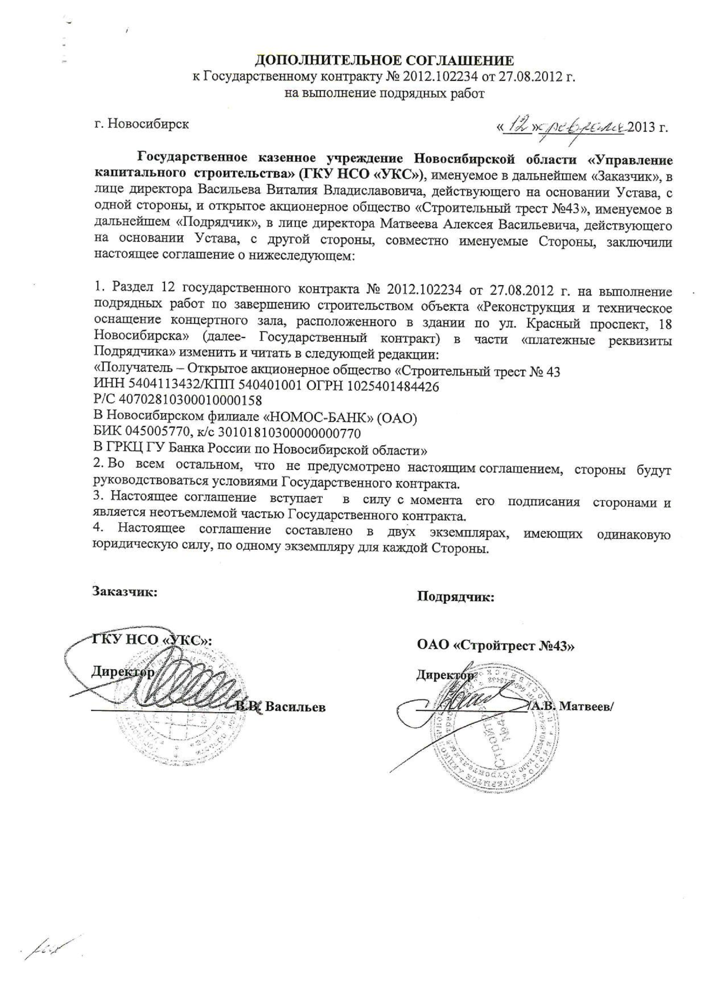 ДОПОЛНИТЕЛЬНОЕ СОГЛАШЕНИЕ
к Государственному контракту № 2012.102234 от 27.08.2012 г.
на выполнение подрядных работ
г. Новосибирск
«12» февраля 2013 г.
Государственное казенное учреждение Новосибирской области «Управление
капитального строительства» (ГКУ НСО «УКС»), именуемое в дальнейшем «Заказчик», в
лице директора Васильева Виталия Владиславовича, действующего на основании Устава, с
одной стороны, и открытое акционерное общество «Строительный трест №43», именуемое в
дальнейшем «Подрядчик», в лице директора Матвеева Алексея Васильевича, действующего
на основании Устава, с другой стороны, совместно именуемые Стороны, заключили
настоящее соглашение о нижеследующем:
1. Раздел 12 государственного контракта № 2012.102234 от 27.08.2012 г. на выполнение
подрядных работ по завершению строительством объекта «Реконструкция и техническое
оснащение концертного зала, расположенного в здании по ул. Красный проспект, 18
Новосибирска» (далее- Государственный контракт) в части «платежные реквизиты
Подрядчика» изменить и читать в следующей редакции:
«Получатель – Открытое акционерное общество «Строительный трест № 43
ИНН 5404113432/КПП 540401001 ОГРН 1025401484426
Р/С 40702810300010000158
В Новосибирском филиале «НОМОС-БАНК» (ОАО)
БИК 045005770, к/с 30101810300000000770
В ГРКЦ ГУ Банка России по Новосибирской области»
2. Во всем остальном, что не предусмотрено настоящим соглашением, стороны будут
руководствоваться условиями Государственного контракта.
3. Настоящее соглашение вступает в силу с момента его подписания сторонами и
является неотъемлемой частью Государственного контракта.
4. Настоящее соглашение составлено в двух экземплярах, имеющих одинаковую
юридическую силу, по одному экземпляру для каждой Стороны.
Заказчик:
Подрядчик:
ГКУ НСО «УКС»:
ОАО «Стройтрест №43»
Директор
Директор
В.В. Васильев
/А.В. Матвеев/